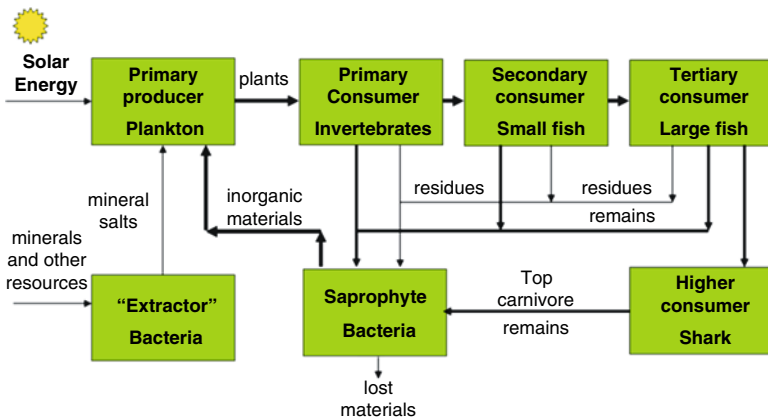 Solar
Energy
Primary
producer
Plankton
plants
Primary
Consumer
Invertebrates
Secondary
consumer
Small fish
Tertiary
consumer
Large fish
mineral
salts
inorganic
materials
residues
residues
remains
minerals
and other
resources
"Extractor"
Bacteria
Saprophyte
Bacteria
Top
carnivore
remains
Higher
consumer
Shark
lost
materials